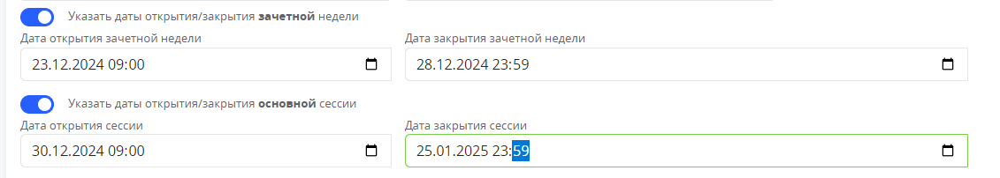 Указать даты открытия/закрытия зачетной недели
Дата открытия зачетной недели
Дата закрытия зачетной недели
23.12.2024 09:00
28.12.2024 23:59
Указать даты открытия/закрытия основной сессии
Дата открытия сессии
Дата закрытия сессии
30.12.2024 09:00
25.01.2025 23:59